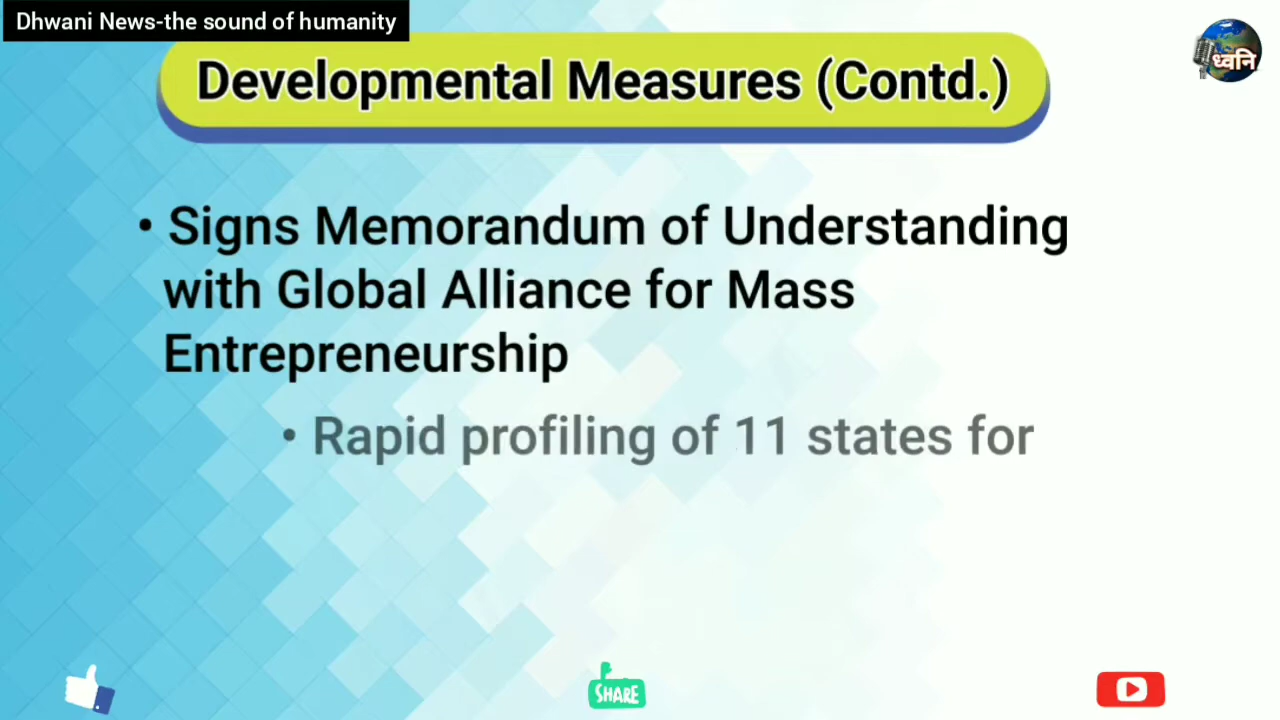 Dhwani News-the sound of humanity
ध्वनि
Developmental Measures (Contd.)
• Signs Memorandum of Understanding
with Global Alliance for Mass
Entrepreneurship
• Rapid profiling of 11 states for
SHARE